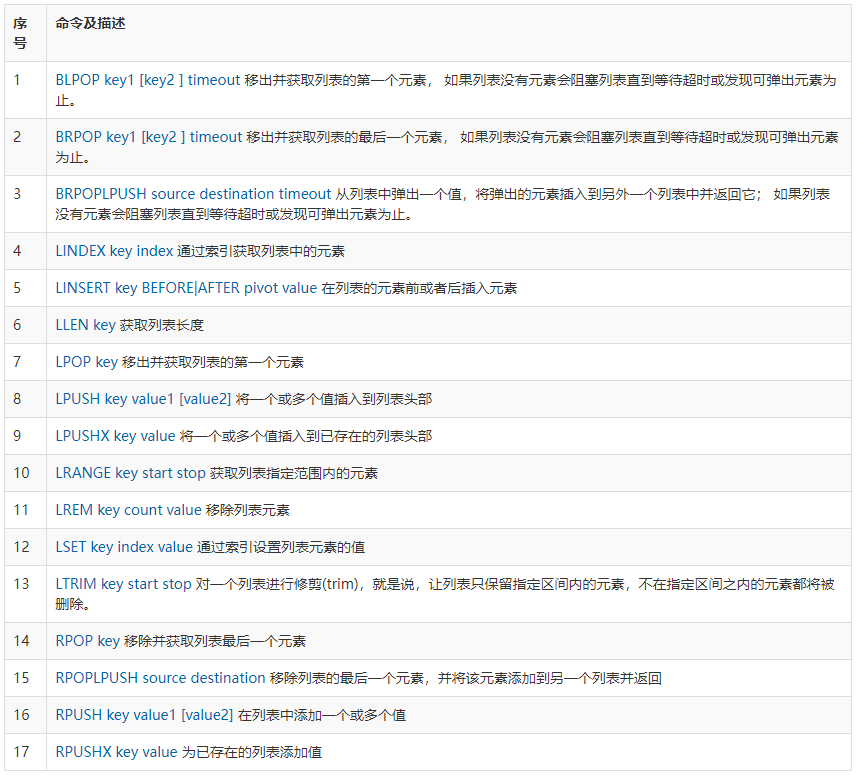 序
号
命令及描述
1
BLPOP key1 [key2 ] timeout 移出并获取列表的第一个元素， 如果列表没有元素会阻塞列表直到等待超时或发现可弹出元素为
止。
2
BRPOP key1 [key2 ] timeout 移出并获取列表的最后一个元素， 如果列表没有元素会阻塞列表直到等待超时或发现可弹出元素
为止。
3
BRPOPLPUSH source destination timeout 从列表中弹出一个值，将弹出的元素插入到另外一个列表中并返回它； 如果列表
没有元素会阻塞列表直到等待超时或发现可弹出元素为止。
4
LINDEX key index 通过索引获取列表中的元素
5
LINSERT key BEFORE|AFTER pivot value 在列表的元素前或者后插入元素
6
LLEN key 获取列表长度
7
LPOP key 移出并获取列表的第一个元素
8
LPUSH key value1 [value2] 将一个或多个值插入到列表头部
9
LPUSHX key value 将一个或多个值插入到已存在的列表头部
10
LRANGE key start stop 获取列表指定范围内的元素
11
LREM key count value 移除列表元素
12
LSET key index value 通过索引设置列表元素的值
13
LTRIM key start stop 对一个列表进行修剪(trim)，就是说，让列表只保留指定区间内的元素，不在指定区间之内的元素都将被
删除。
14
RPOP key 移除并获取列表最后一个元素
15
RPOPLPUSH source destination 移除列表的最后一个元素，并将该元素添加到另一个列表并返回
16
RPUSH key value1 [value2] 在列表中添加一个或多个值
17
RPUSHX key value 为已存在的列表添加值